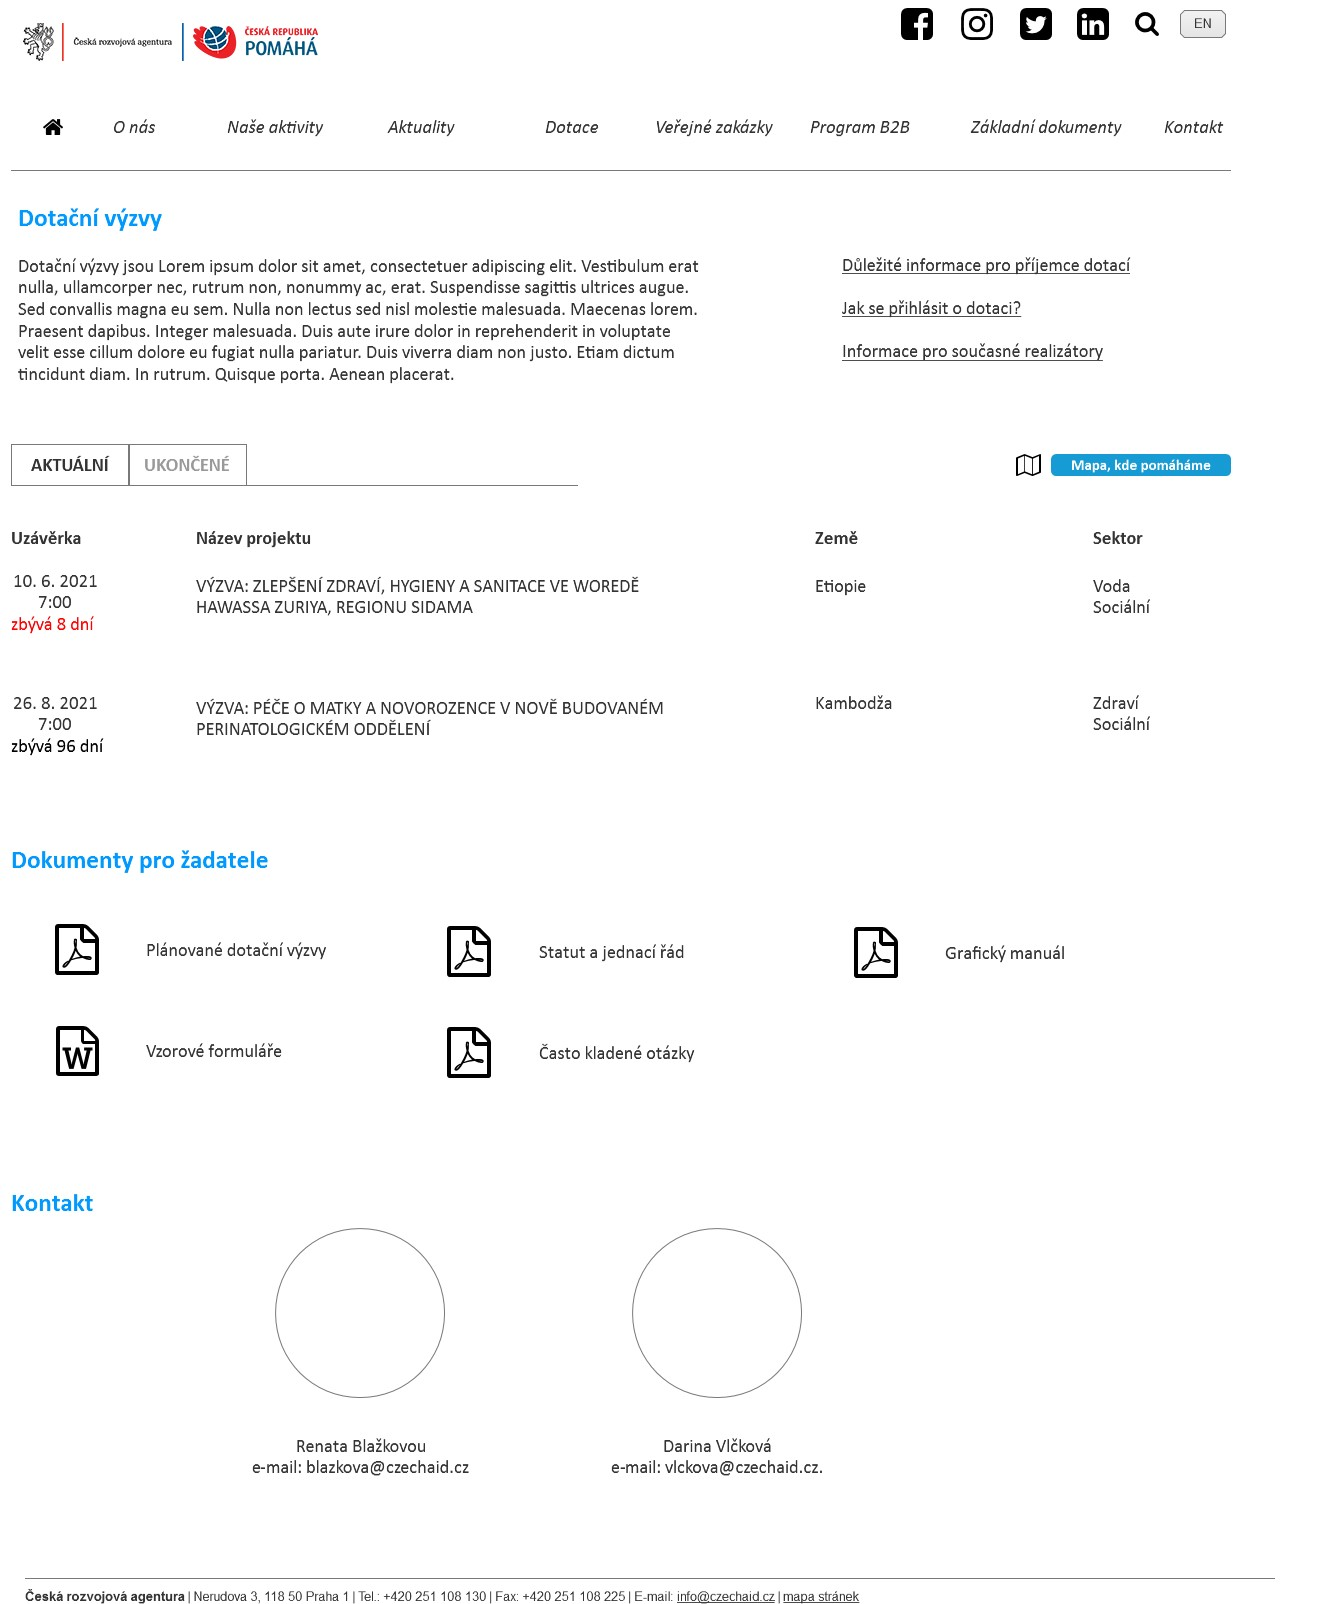 Česká rozvojová agentura
ČESKÁ REPUBLIKA
POMÁHÁ
EN
O nás Naše aktivity Aktuality Dotace Veřejné zakázky Program B2B Základní dokumenty Kontakt
Dotační výzvy
Dotační výzvy jsou Lorem ipsum dolor sit amet, consectetuer adipiscing elit. Vestibulum erat
nulla, ullamcorper nec, rutrum non, nonummy ac, erat. Suspendisse sagittis ultrices augue.
Sed convallis magna eu sem. Nulla non lectus sed nisl molestie malesuada. Maecenas lorem.
Praesent dapibus. Integer malesuada. Duis aute irure dolor in reprehenderit in voluptate
velit esse cillum dolore eu fugiat nulla pariatur. Duis viverra diam non justo. Etiam dictum
tincidunt diam. In rutrum. Quisque porta. Aenean placerat.
Důležité informace pro příjemce dotací
Jak se přihlásit o dotaci?
Informace pro současné realizátory
AKTUÁLNÍ UKONČENÉ
Mapa, kde pomáháme
Uzávěrka Název projektu Země Sektor
10. 6. 2021
7:00
zbývá 8 dní
VÝZVA: ZLEPŠENÍ ZDRAVÍ, HYGIENY A SANITACE VE WOREDĚ
HAWASSA ZURIYA, REGIONU SIDAMA
Etiopie
Voda
Sociální
26. 8. 2021
7:00
zbývá 96 dní
VÝZVA: PÉČE O MATKY A NOVOROZENCE V NOVĚ BUDOVANÉM
PERINATOLOGICKÉM ODDĚLENÍ
Kambodža
Zdraví
Sociální
Dokumenty pro žadatele
Plánované dotační výzvy
Statut a jednací řád
Grafický manuál
W
Vzorové formuláře
Často kladené otázky
Kontakt
Renata Blažkovou
e-mail: blazkova@czechaid.cz
Darina Vlčková
e-mail: vlckova@czechaid.cz.
Česká rozvojová agentura | Nerudova 3, 118 50 Praha 1 | Tel.: +420 251 108 130 | Fax: +420 251 108 225 | E-mail: info@czechaid.cz | mapa stránek